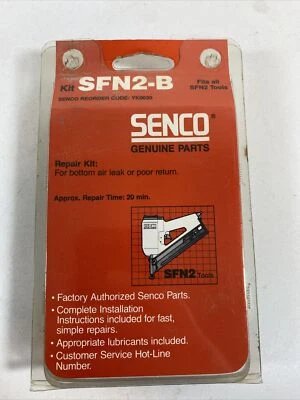 Kit SFN2-B
Fits all
SFN2 Tools
SENCO REORDER CODE: YK0030
SENCO®
GENUINE PARTS
Repair Kit:
For bottom air leak or poor return.
Approx. Repair Time: 20 min.
SENCO
SFN2 Tools
• Factory Authorized Senco Parts.
• Complete Installation
Instructions included for fast,
simple repairs.
• Appropriate lubricants included.
• Customer Service Hot-Line
Number.